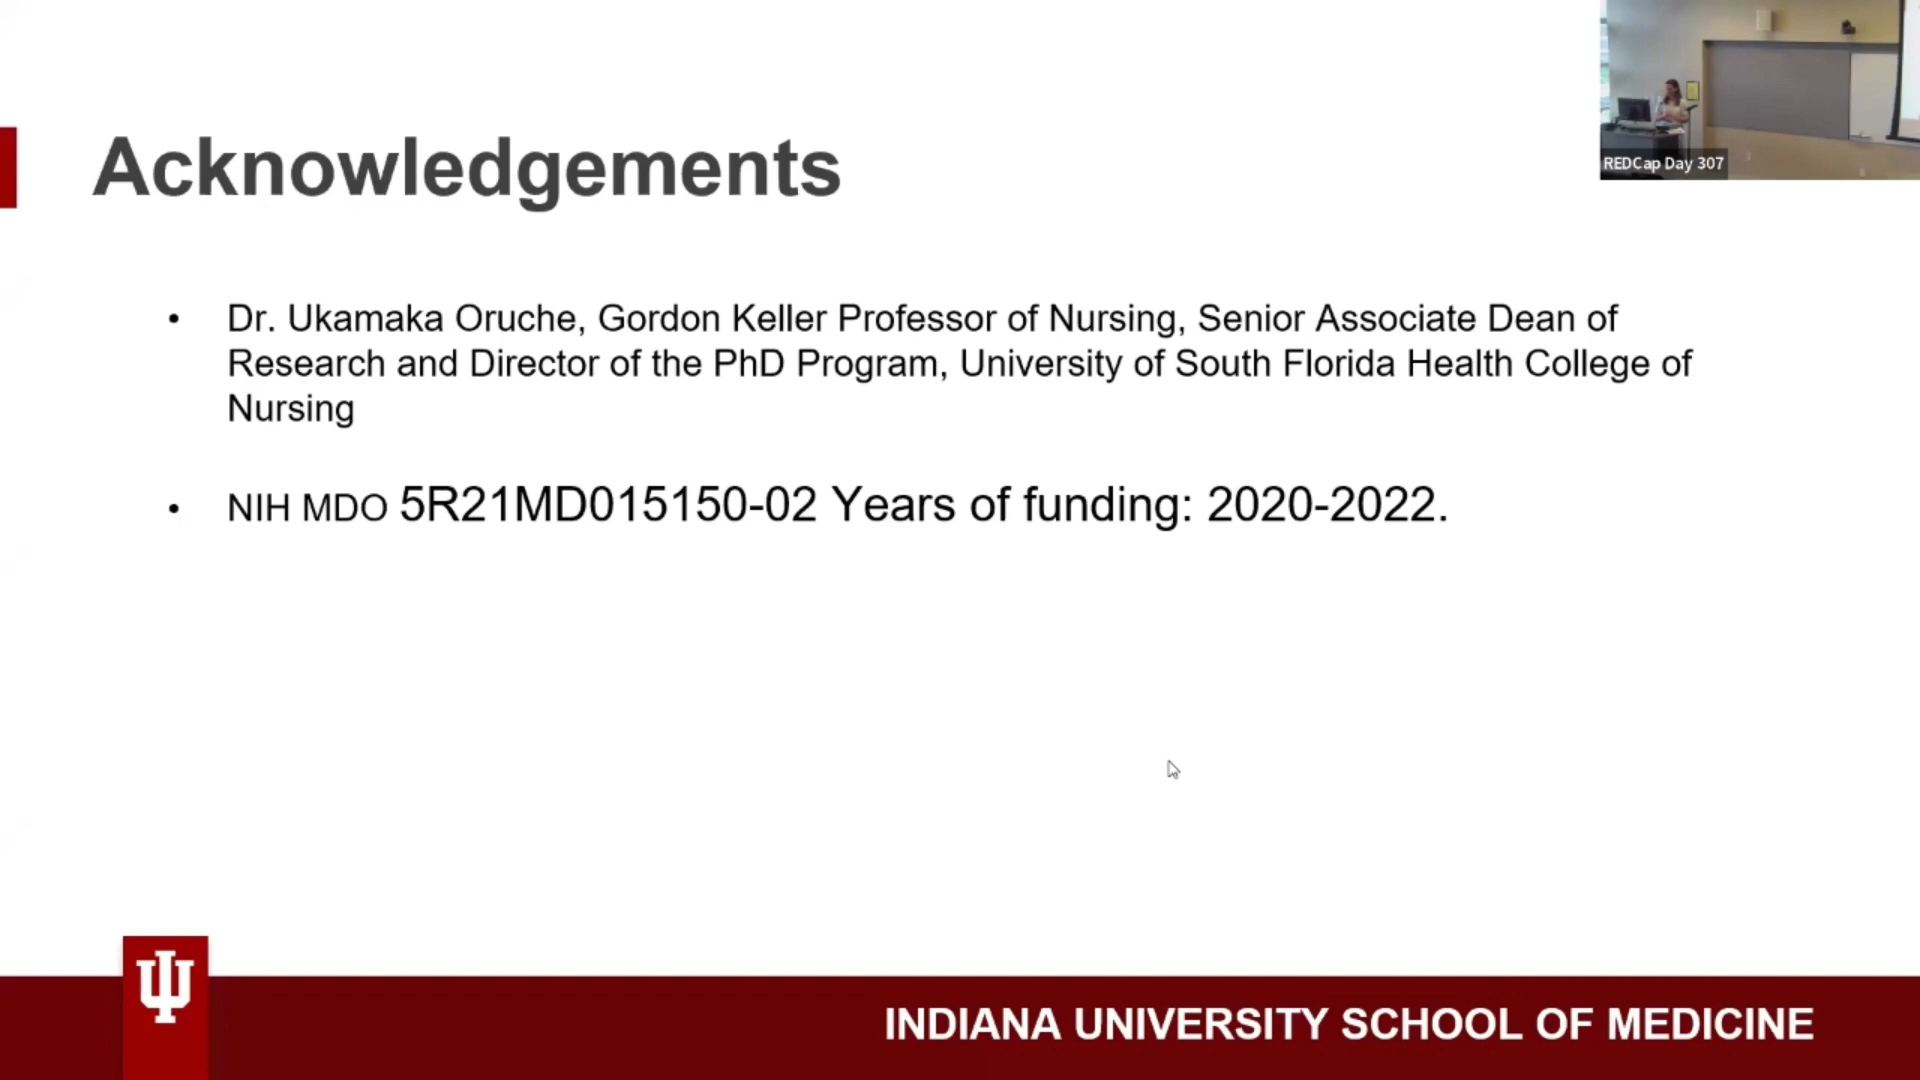 REDCap Day 307
Acknowledgements
• Dr. Ukamaka Oruche, Gordon Keller Professor of Nursing, Senior Associate Dean of
Research and Director of the PhD Program, University of South Florida Health College of
Nursing
• NIH MDO 5R21MD015150-02 Years of funding: 2020-2022.
INDIANA UNIVERSITY SCHOOL OF MEDICINE